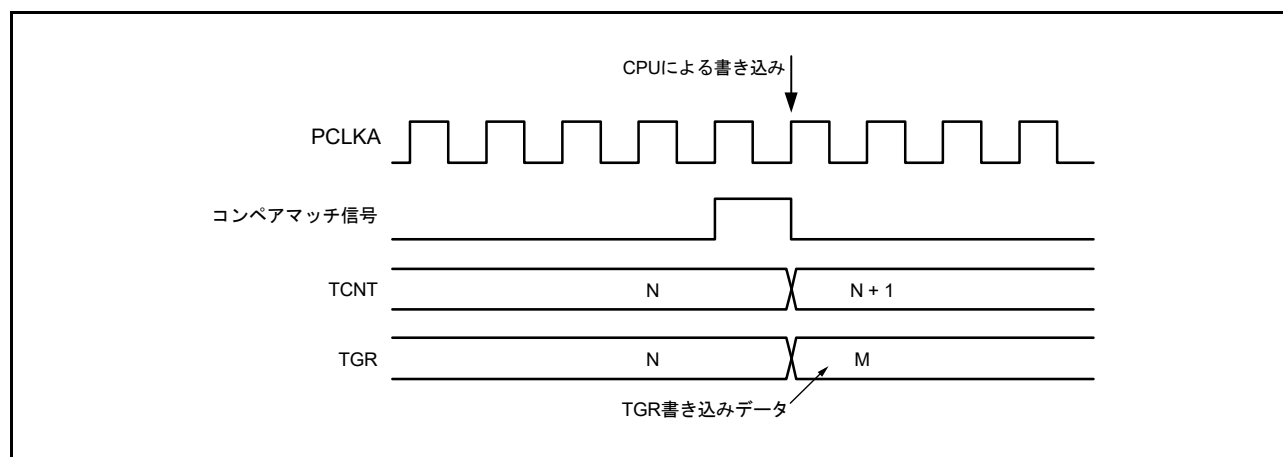 CPUによる書き込み
PCLKA
コンペアマッチ信号
TCNT
N
N + 1
TGR
N
M
TGR書き込みデータ